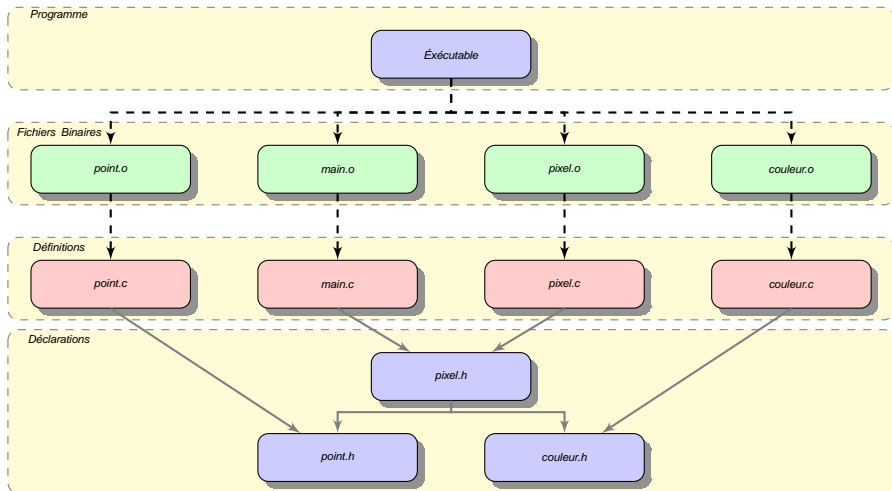 Programme
Éxécutable
Fichiers Binaires
point.o
main.o
pixel.o
couleur.o
Définitions
point.c
main.c
pixel.c
couleur.c
Déclarations
pixel.h
point.h
couleur.h